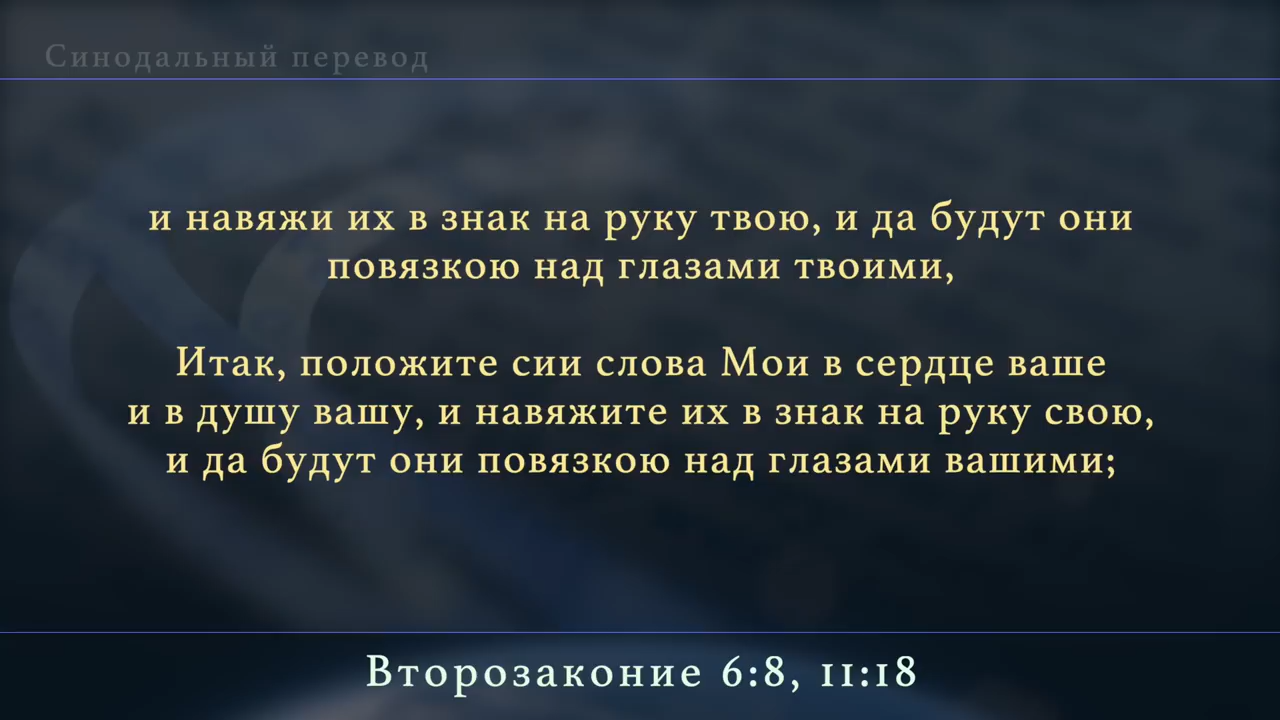 Синодальный перевод
и навяжи их в знак на руку твою, и да будут они
повязкою над глазами твоими,
Итак, положите сии слова Мои в сердце ваше
и в душу вашу, и навяжите их в знак на руку свою,
и да будут они повязкою над глазами вашими;
Второзаконие 6:8, 11:18